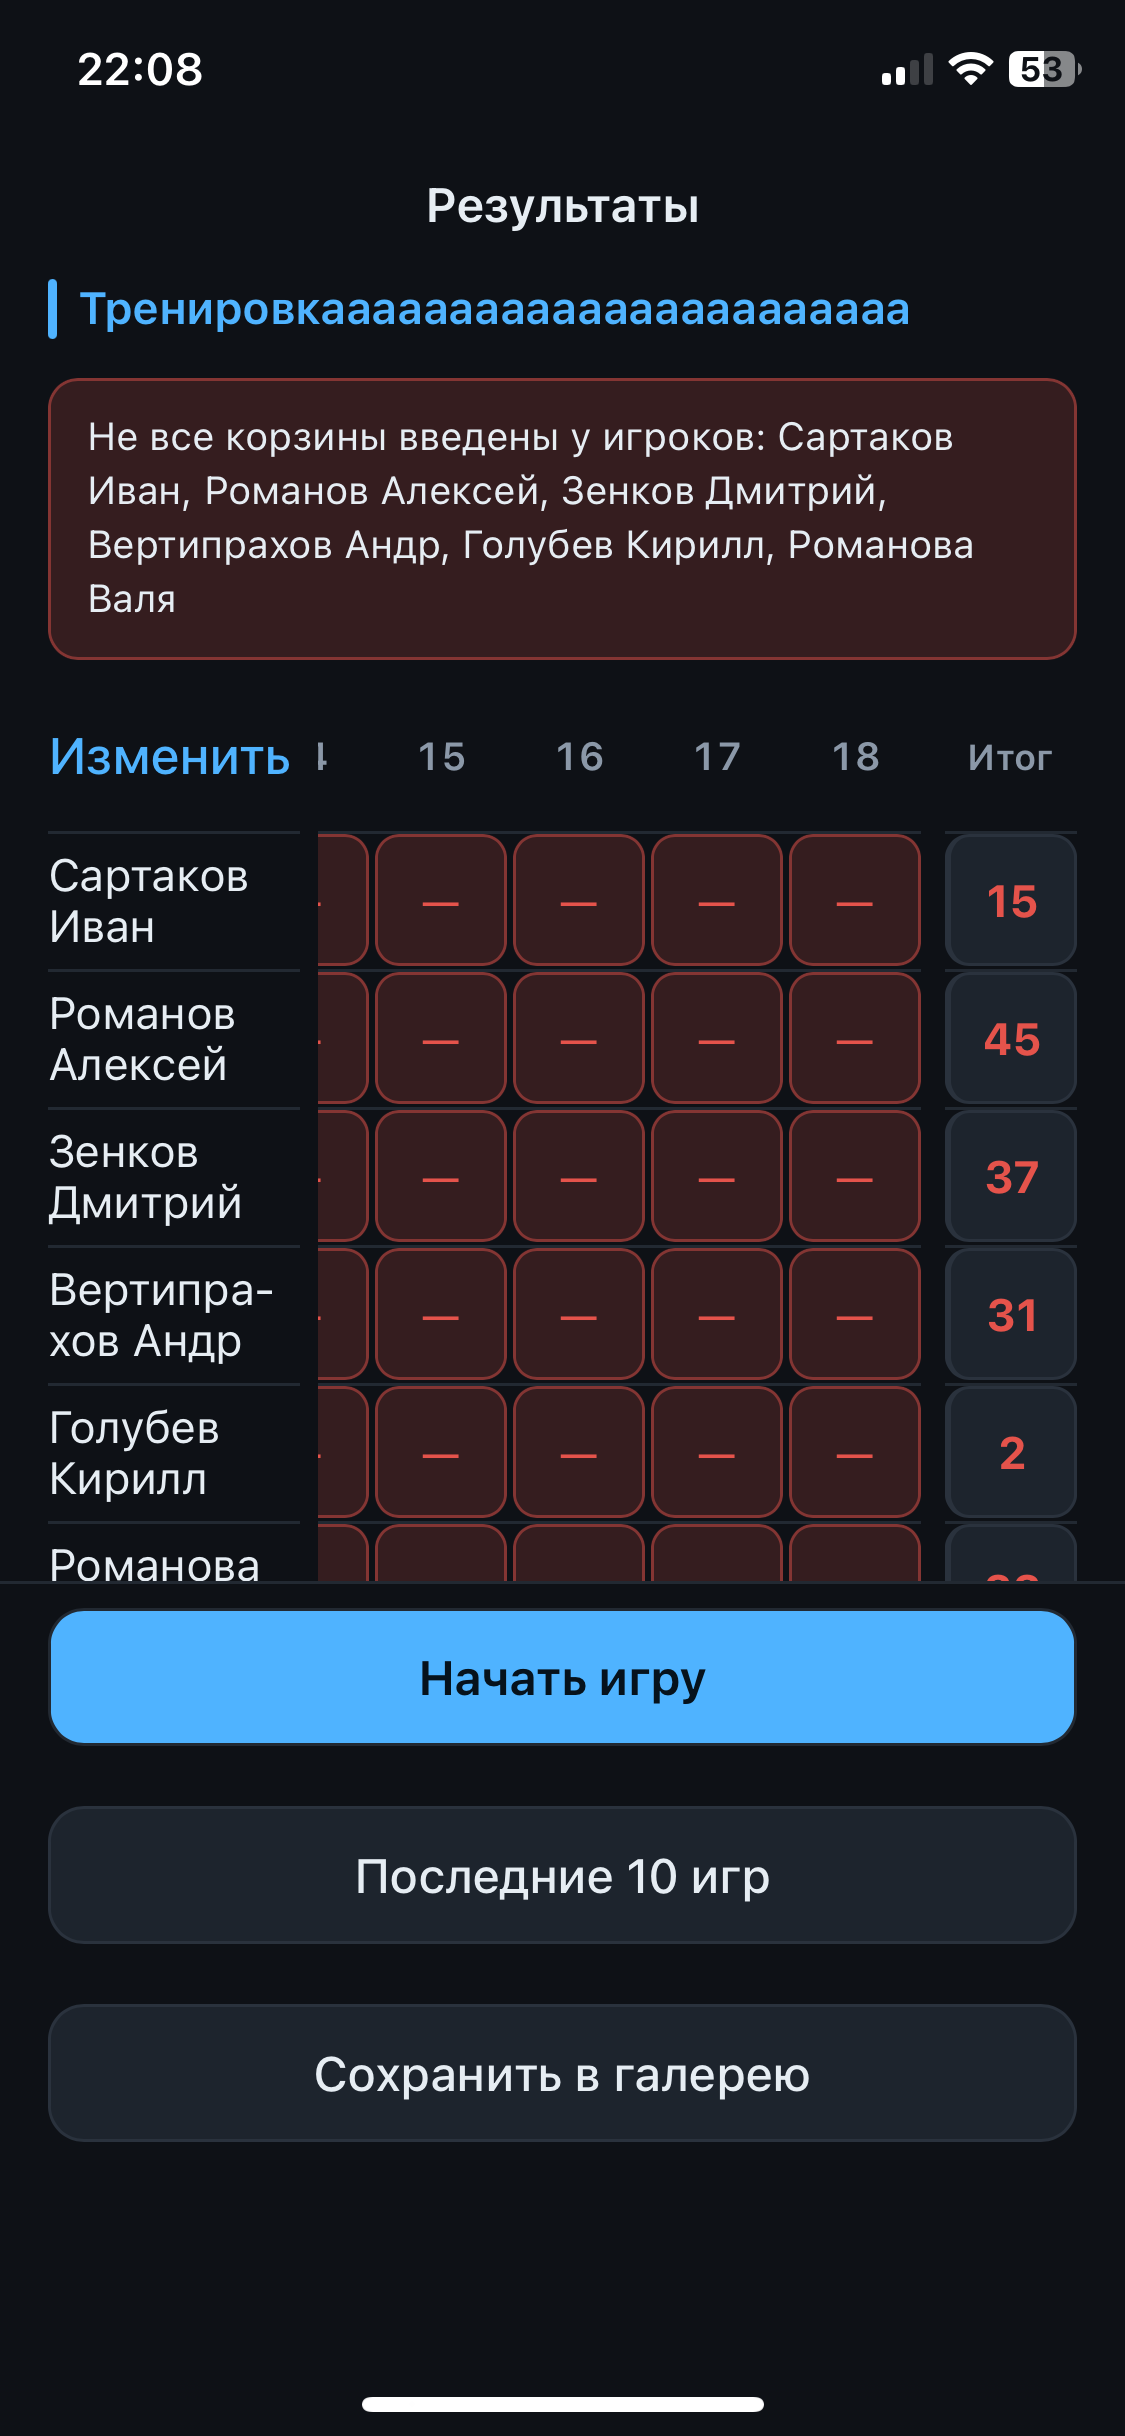 22:08
53
Результаты
Тренировкааааааааааааааааааааааа
Не все корзины введены у игроков: Сартаков
Иван, Романов Алексей, Зенков Дмитрий,
Вертипрахов Андр, Голубев Кирилл, Романова
Валя
Изменить 15 16 17 18 Итог
Сартаков
Иван
— — — — 15
Романов
Алексей
— — — — 45
Зенков
Дмитрий
— — — — 37
Вертипра-
хов Андр
— — — — 31
Голубев
Кирилл
— — — — 2
Романова
Начать игру
Последние 10 игр
Сохранить в галерею